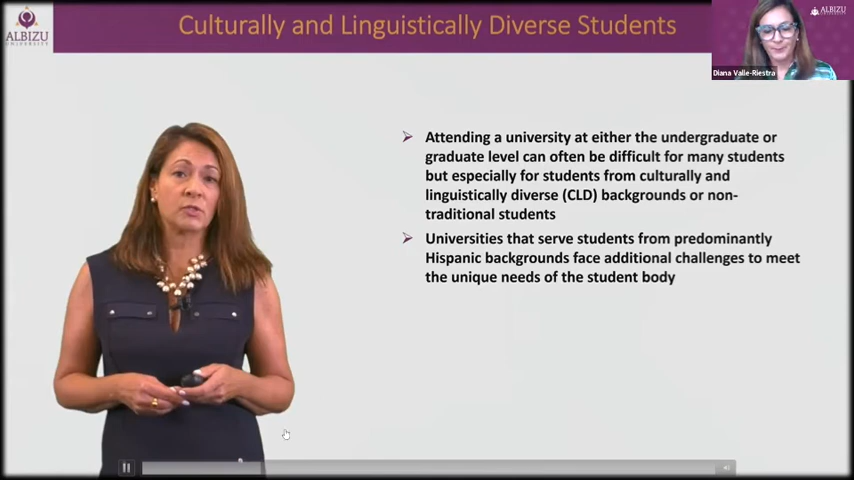 ALBIZU
UNIVERSITY
Culturally and Linguistically Diverse Students
ALBIZU
Diana Valle-Riestra
➢ Attending a university at either the undergraduate or
graduate level can often be difficult for many students
but especially for students from culturally and
linguistically diverse (CLD) backgrounds or non-
traditional students
➢ Universities that serve students from predominantly
Hispanic backgrounds face additional challenges to meet
the unique needs of the student body